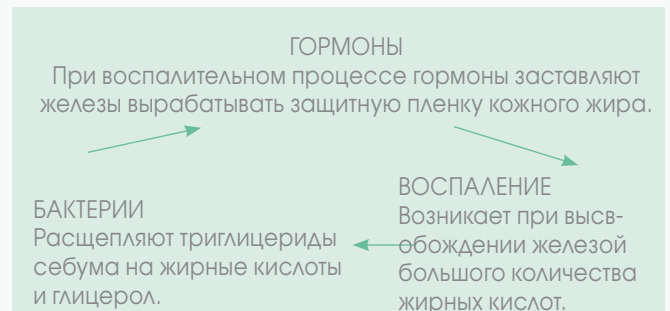 ГОРМОНЫ
При воспалительном процессе гормоны заставляют
железы вырабатывать защитную пленку кожного жира.
БАКТЕРИИ
Расщепляют триглицериды
себума на жирные кислоты
и глицерол.
ВОСПАЛЕНИЕ
Возникает при высв-
обождении железой
большого количества
жирных кислот.